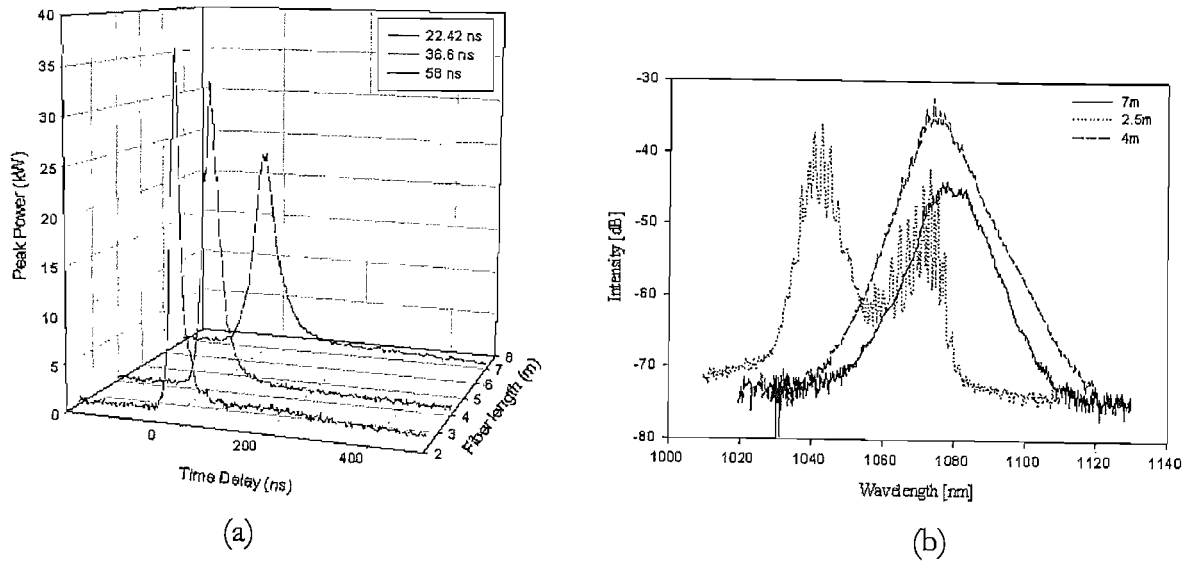 40
35
30
25
20
15
10
5
0
Peak Power (kW)
22.42 ns
36.6 ns
58 ns
0
200
400
Time Delay (ns)
2
3
4
5
6
7
8
Fiber length (m)
(a)
-30
-40
-50
-60
-70
-80
Intensity [dB]
7m
2.5m
4m
1000
1020
1040
1060
1080
1100
1120
1140
Wavelength [nm]
(b)